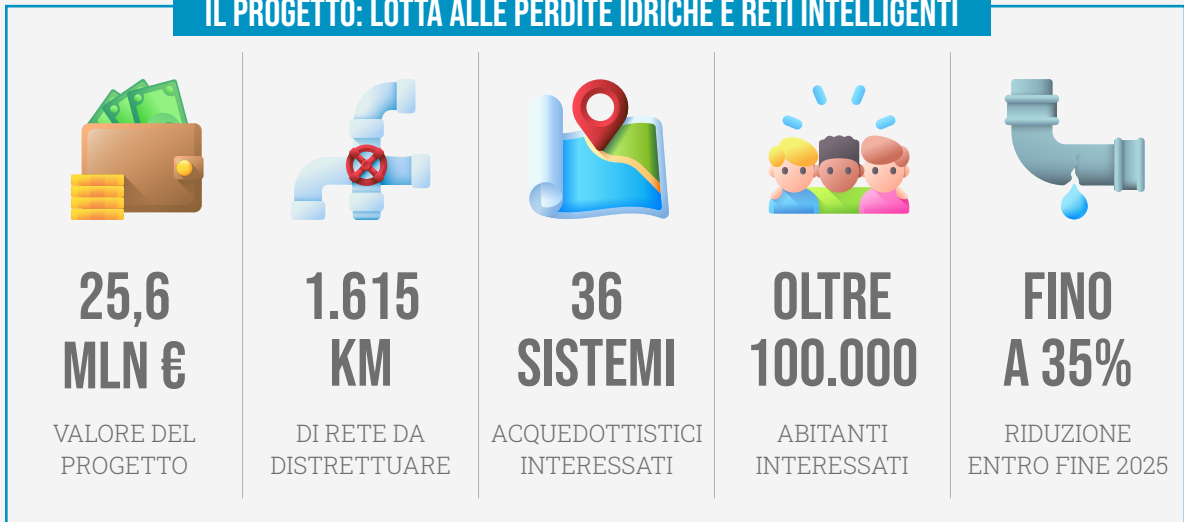 IL PROGETTO: LOTTA ALLE PERDITE IDRICHE E RETI INTELLIGENTI
25,6
MLN €
VALORE DEL
PROGETTO
1.615
KM
DI RETE DA
DISTRETTUARE
36
SISTEMI
ACQUEDOTTISTICI
INTERESSATI
OLTRE
100.000
ABITANTI
INTERESSATI
FINO
A 35%
RIDUZIONE
ENTRO FINE 2025